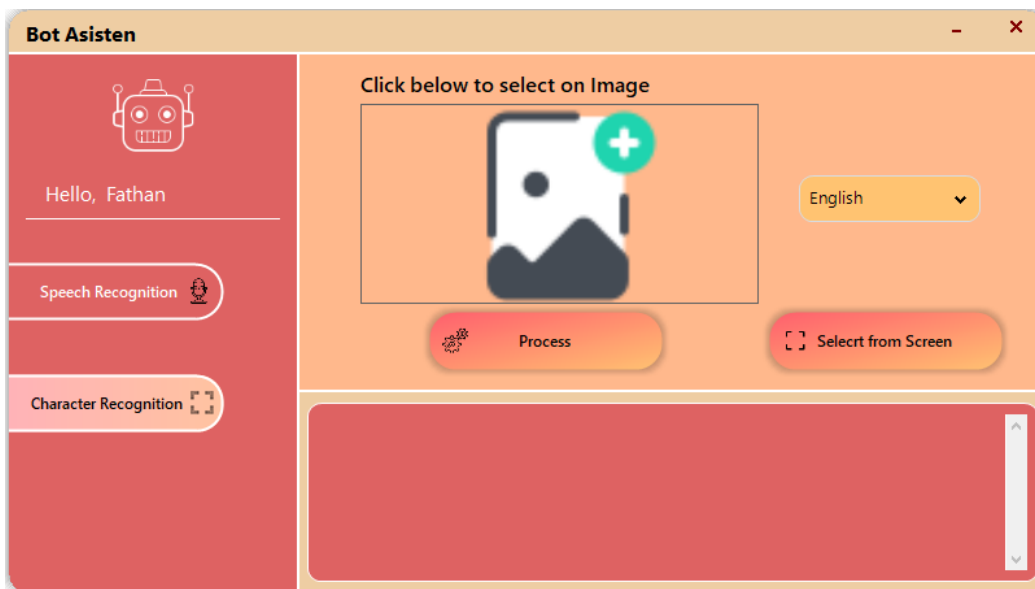 Bot Asisten
Hello, Fathan
Speech Recognition
Character Recognition
Click below to select on Image
English
Process
Selecrt from Screen